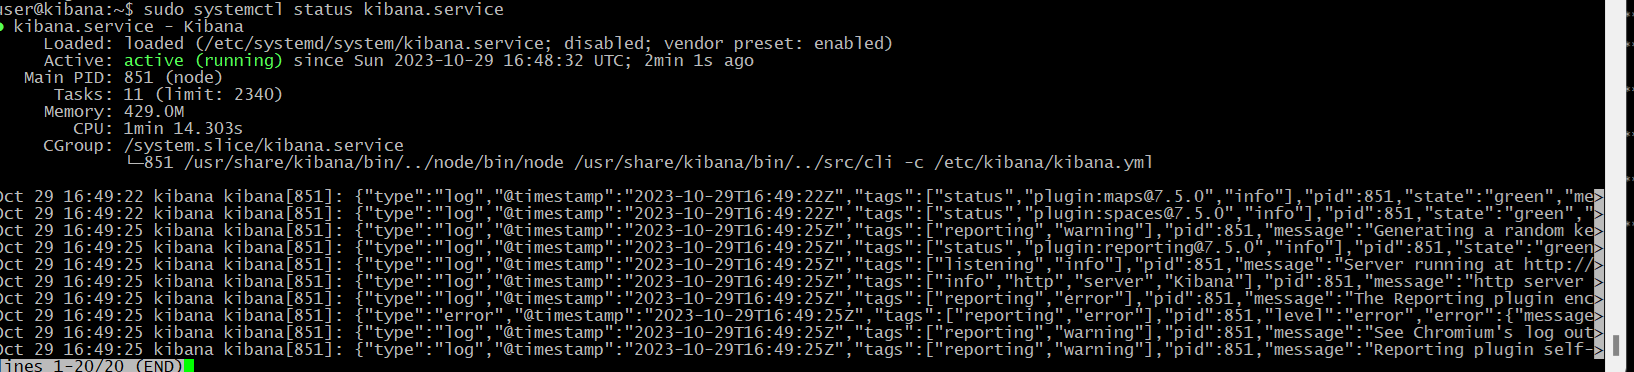 user@kibana:~$ sudo systemctl status kibana.service
● kibana.service - Kibana
Loaded: loaded (/etc/systemd/system/kibana.service; disabled; vendor preset: enabled)
Active: active (running) since Sun 2023-10-29 16:48:32 UTC; 2min 1s ago
Main PID: 851 (node)
Tasks: 11 (limit: 2340)
Memory: 429.0M
CPU: 1min 14.303s
CGroup: /system.slice/kibana.service
└─851 /usr/share/kibana/bin/../node/bin/node /usr/share/kibana/bin/../src/cli -c /etc/kibana/kibana.yml
Oct 29 16:49:22 kibana kibana[851]: {"type":"log","@timestamp":"2023-10-29T16:49:22Z","tags":["status","plugin:maps@7.5.0","info"],"pid":851,"state":"green","me>
Oct 29 16:49:22 kibana kibana[851]: {"type":"log","@timestamp":"2023-10-29T16:49:22Z","tags":["status","plugin:spaces@7.5.0","info"],"pid":851,"state":"green",">
Oct 29 16:49:25 kibana kibana[851]: {"type":"log","@timestamp":"2023-10-29T16:49:25Z","tags":["reporting","warning"],"pid":851,"message":"Generating a random ke>
Oct 29 16:49:25 kibana kibana[851]: {"type":"log","@timestamp":"2023-10-29T16:49:25Z","tags":["status","plugin:reporting@7.5.0","info"],"pid":851,"state":"green>
Oct 29 16:49:25 kibana kibana[851]: {"type":"log","@timestamp":"2023-10-29T16:49:25Z","tags":["listening","info"],"pid":851,"message":"Server running at http://>
Oct 29 16:49:25 kibana kibana[851]: {"type":"log","@timestamp":"2023-10-29T16:49:25Z","tags":["info","http","server","Kibana"],"pid":851,"message":"http server >
Oct 29 16:49:25 kibana kibana[851]: {"type":"log","@timestamp":"2023-10-29T16:49:25Z","tags":["reporting","error"],"pid":851,"message":"The Reporting plugin enc>
Oct 29 16:49:25 kibana kibana[851]: {"type":"error","@timestamp":"2023-10-29T16:49:25Z","tags":["reporting","error"],"pid":851,"level":"error","error":{"message>
Oct 29 16:49:25 kibana kibana[851]: {"type":"log","@timestamp":"2023-10-29T16:49:25Z","tags":["reporting","warning"],"pid":851,"message":"See Chromium's log out>
Oct 29 16:49:25 kibana kibana[851]: {"type":"log","@timestamp":"2023-10-29T16:49:25Z","tags":["reporting","warning"],"pid":851,"message":"Reporting plugin self->
lines 1-20/20 (END)